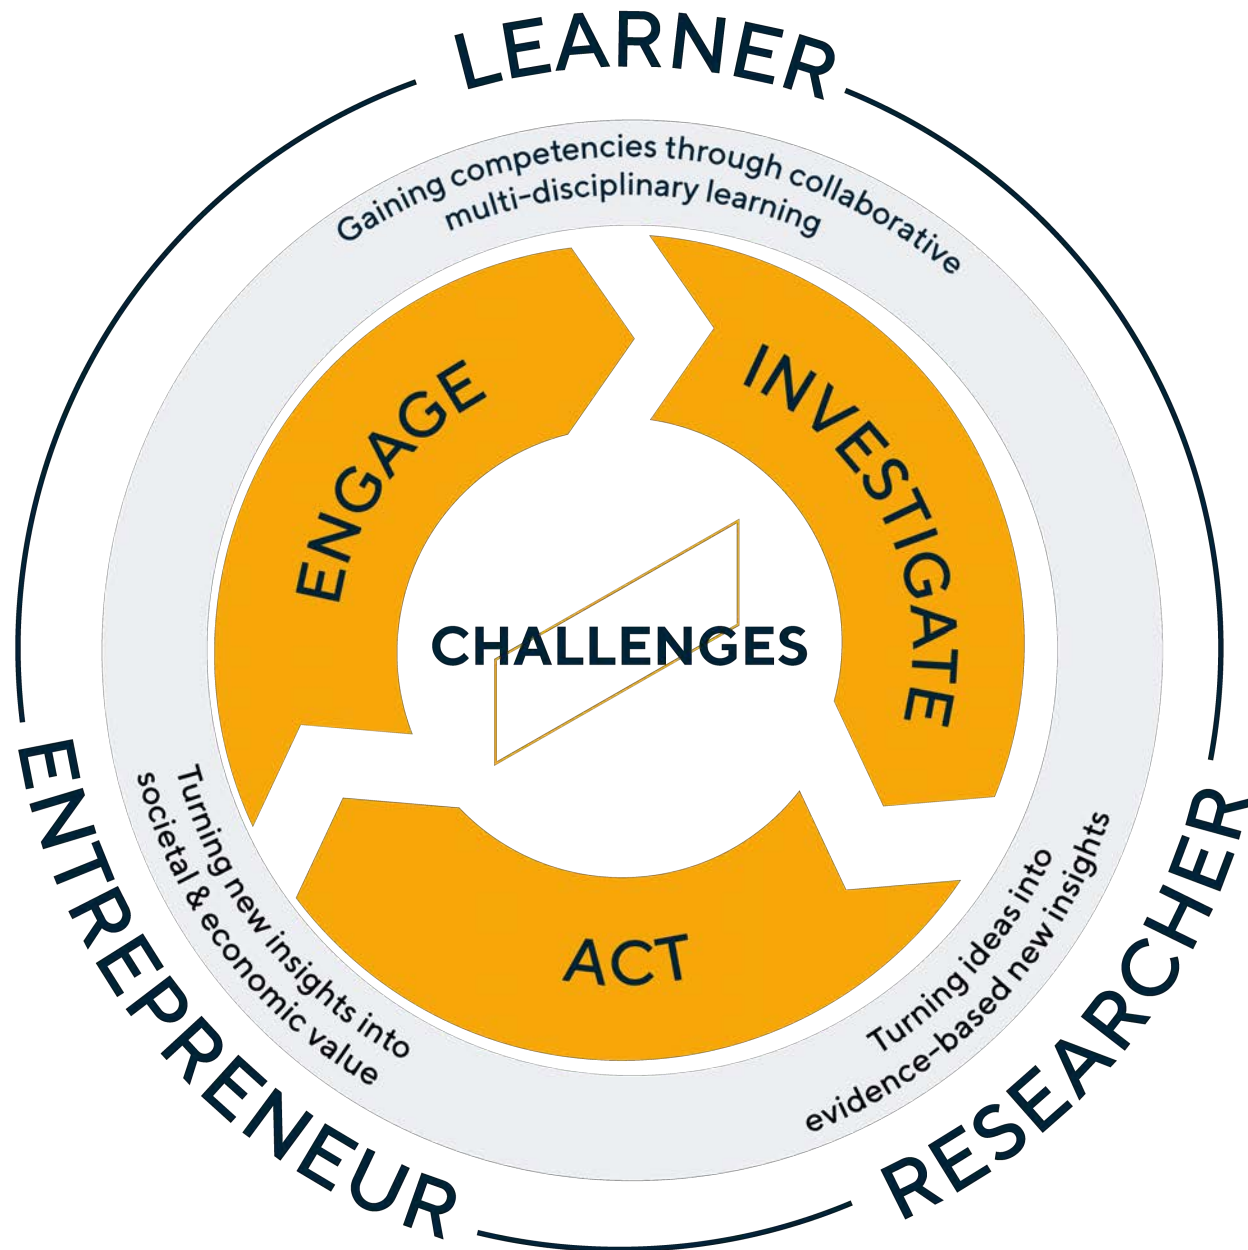 LEARNER
Gaining competencies through collaborative
multi-disciplinary learning
ENGAGE
INVESTIGATE
CHALLENGES
ACT
Turning new insights into
societal & economic value
Turning ideas into
evidence-based new insights
ENTREPRENEUR
RESEARCHER